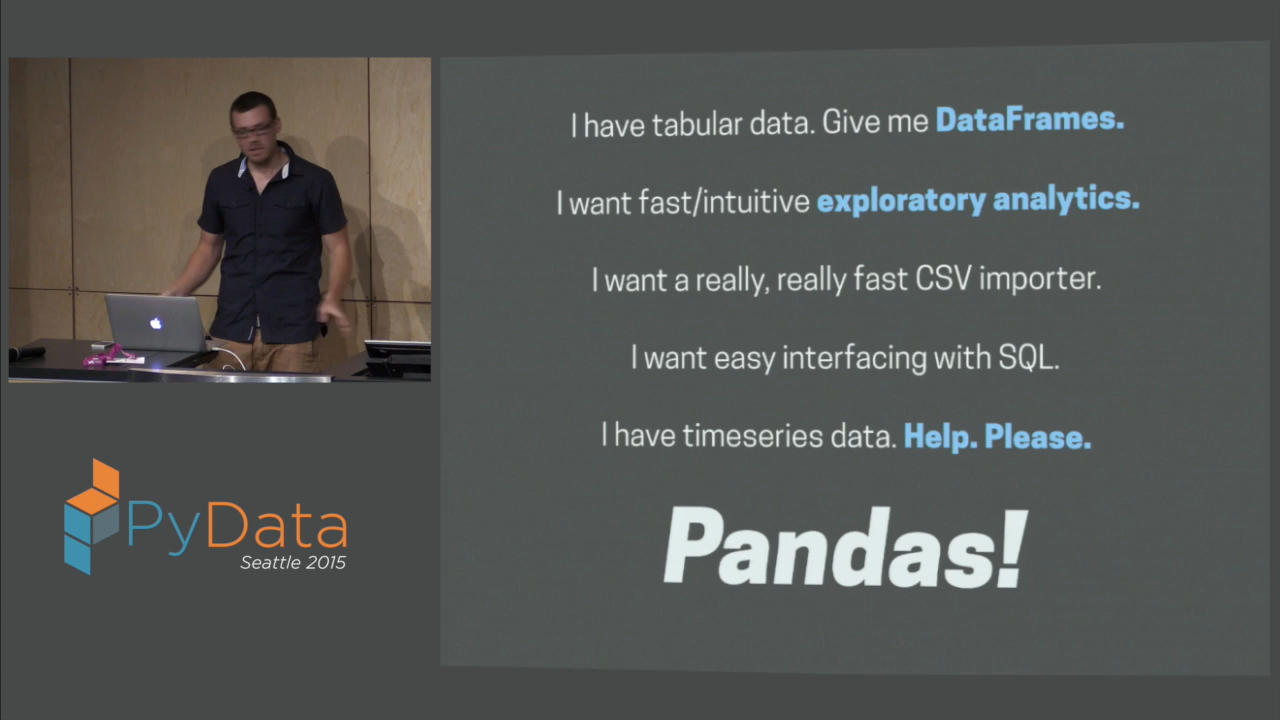 I have tabular data. Give me DataFrames.
I want fast/intuitive exploratory analytics.
I want a really, really fast CSV importer.
I want easy interfacing with SQL.
I have timeseries data. Help. Please.
Pandas!
PyData
Seattle 2015